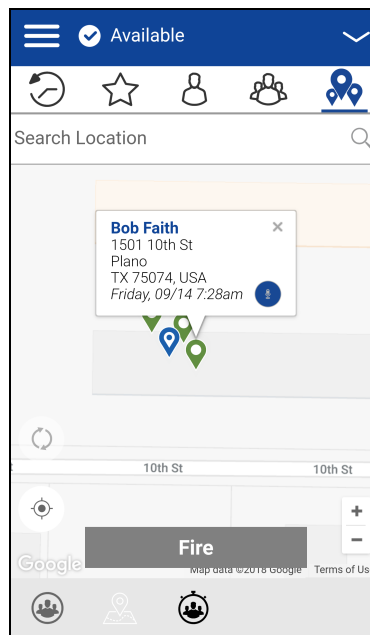 Available
Search Location
Bob Faith
1501 10th St
Plano
TX 75074, USA
Friday, 09/14 7:28am
10th St
10th St
Fire
Google
Map data ©2018 Google
Terms of Us